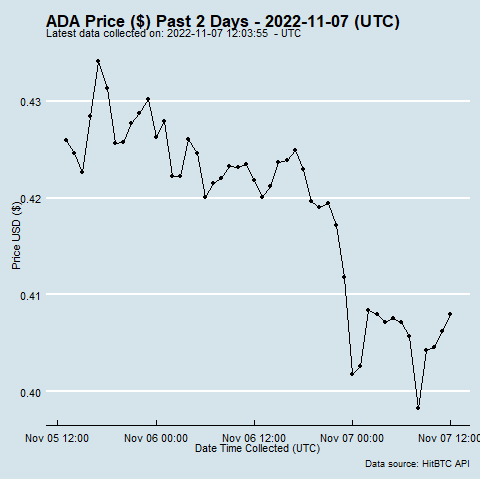 ADA Price ($) Past 2 Days - 2022-11-07 (UTC)
Latest data collected on: 2022-11-07 12:03:55 - UTC
0.43
0.42
0.41
0.40
Price USD ($)
Nov 05 12:00
Nov 06 00:00
Nov 06 12:00
Nov 07 00:00
Nov 07 12:00
Date Time Collected (UTC)
Data source: HitBTC API